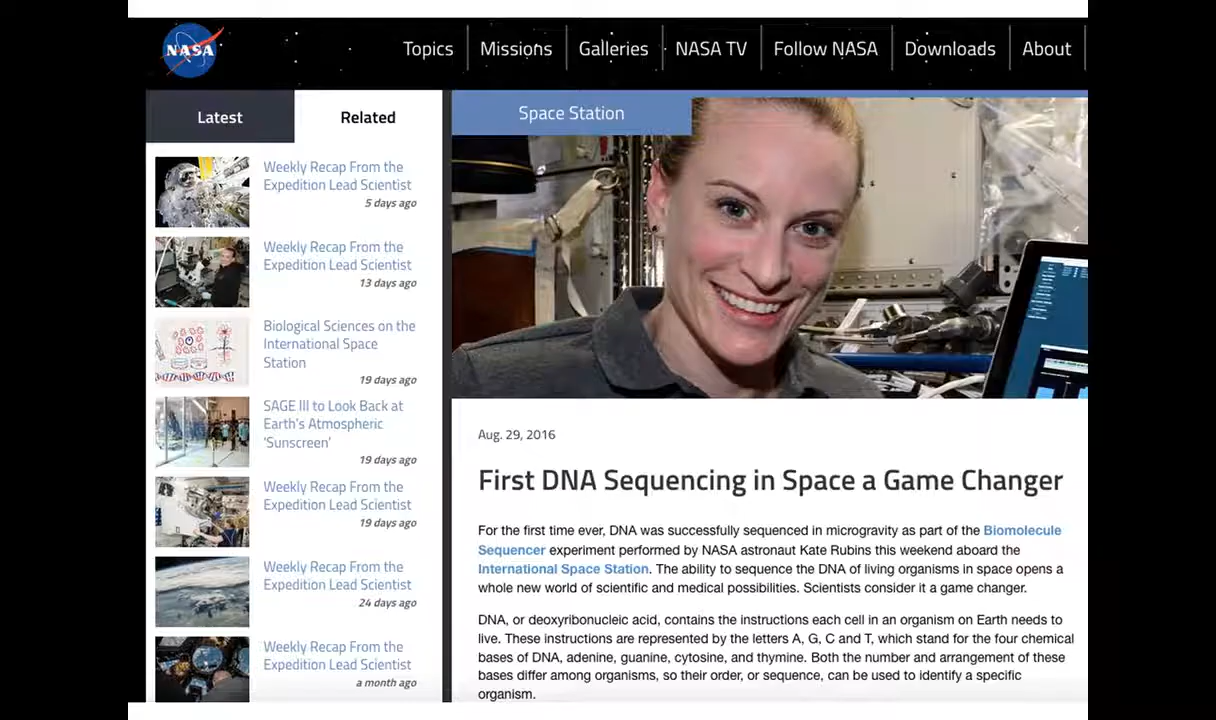 NASA
Topics
Missions
Galleries
NASA TV
Follow NASA
Downloads
About
Latest
Related
Weekly Recap From the
Expedition Lead Scientist
5 days ago
Weekly Recap From the
Expedition Lead Scientist
13 days ago
Biological Sciences on the
International Space
Station
19 days ago
SAGE III to Look Back at
Earth's Atmospheric
'Sunscreen'
19 days ago
Weekly Recap From the
Expedition Lead Scientist
19 days ago
Weekly Recap From the
Expedition Lead Scientist
24 days ago
Weekly Recap From the
Expedition Lead Scientist
a month ago
Space Station
Aug. 29, 2016
First DNA Sequencing in Space a Game Changer
For the first time ever, DNA was successfully sequenced in microgravity as part of the Biomolecule
Sequencer experiment performed by NASA astronaut Kate Rubins this weekend aboard the
International Space Station. The ability to sequence the DNA of living organisms in space opens a
whole new world of scientific and medical possibilities. Scientists consider it a game changer.
DNA, or deoxyribonucleic acid, contains the instructions each cell in an organism on Earth needs to
live. These instructions are represented by the letters A, G, C and T, which stand for the four chemical
bases of DNA, adenine, guanine, cytosine, and thymine. Both the number and arrangement of these
bases differ among organisms, so their order, or sequence, can be used to identify a specific
organism.